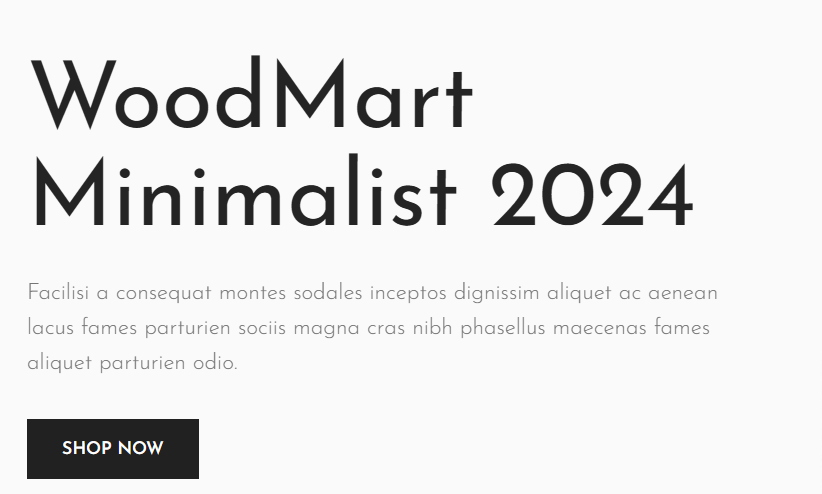 WoodMart
Minimalist 2024
Facilisi a consequat montes sodales inceptos dignissim aliquet ac aenean
lacus fames parturien sociis magna cras nibh phasellus maecenas fames
aliquet parturien odio.
SHOP NOW